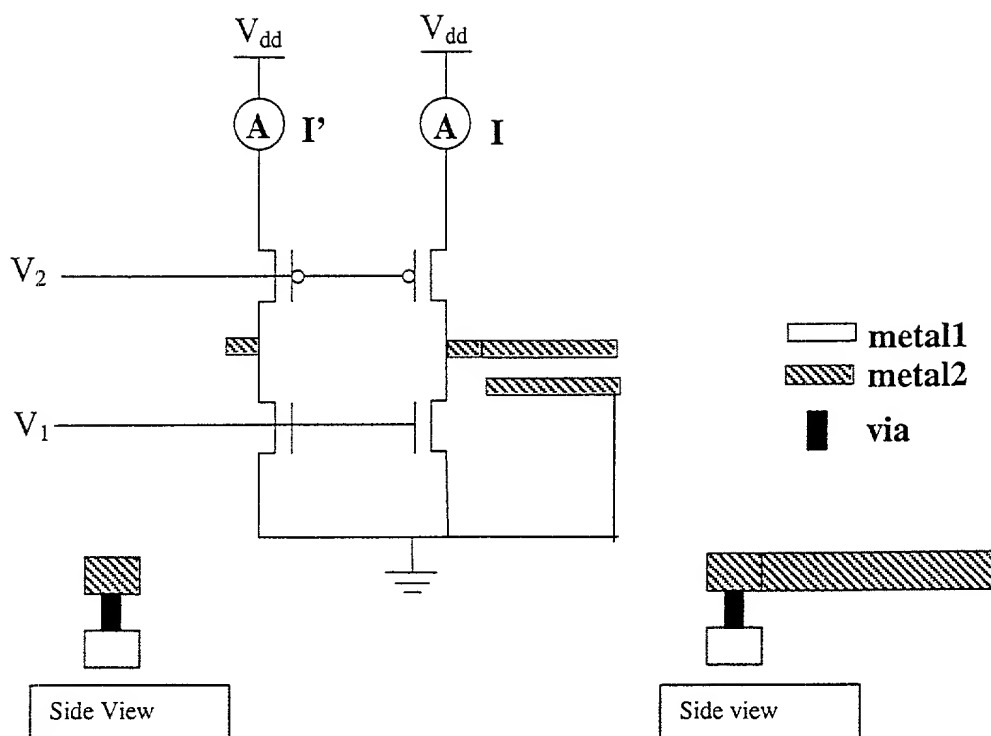 Vdd Vdd
A I' A I
V2
metal1
metal2
V1
via
Side View Side view